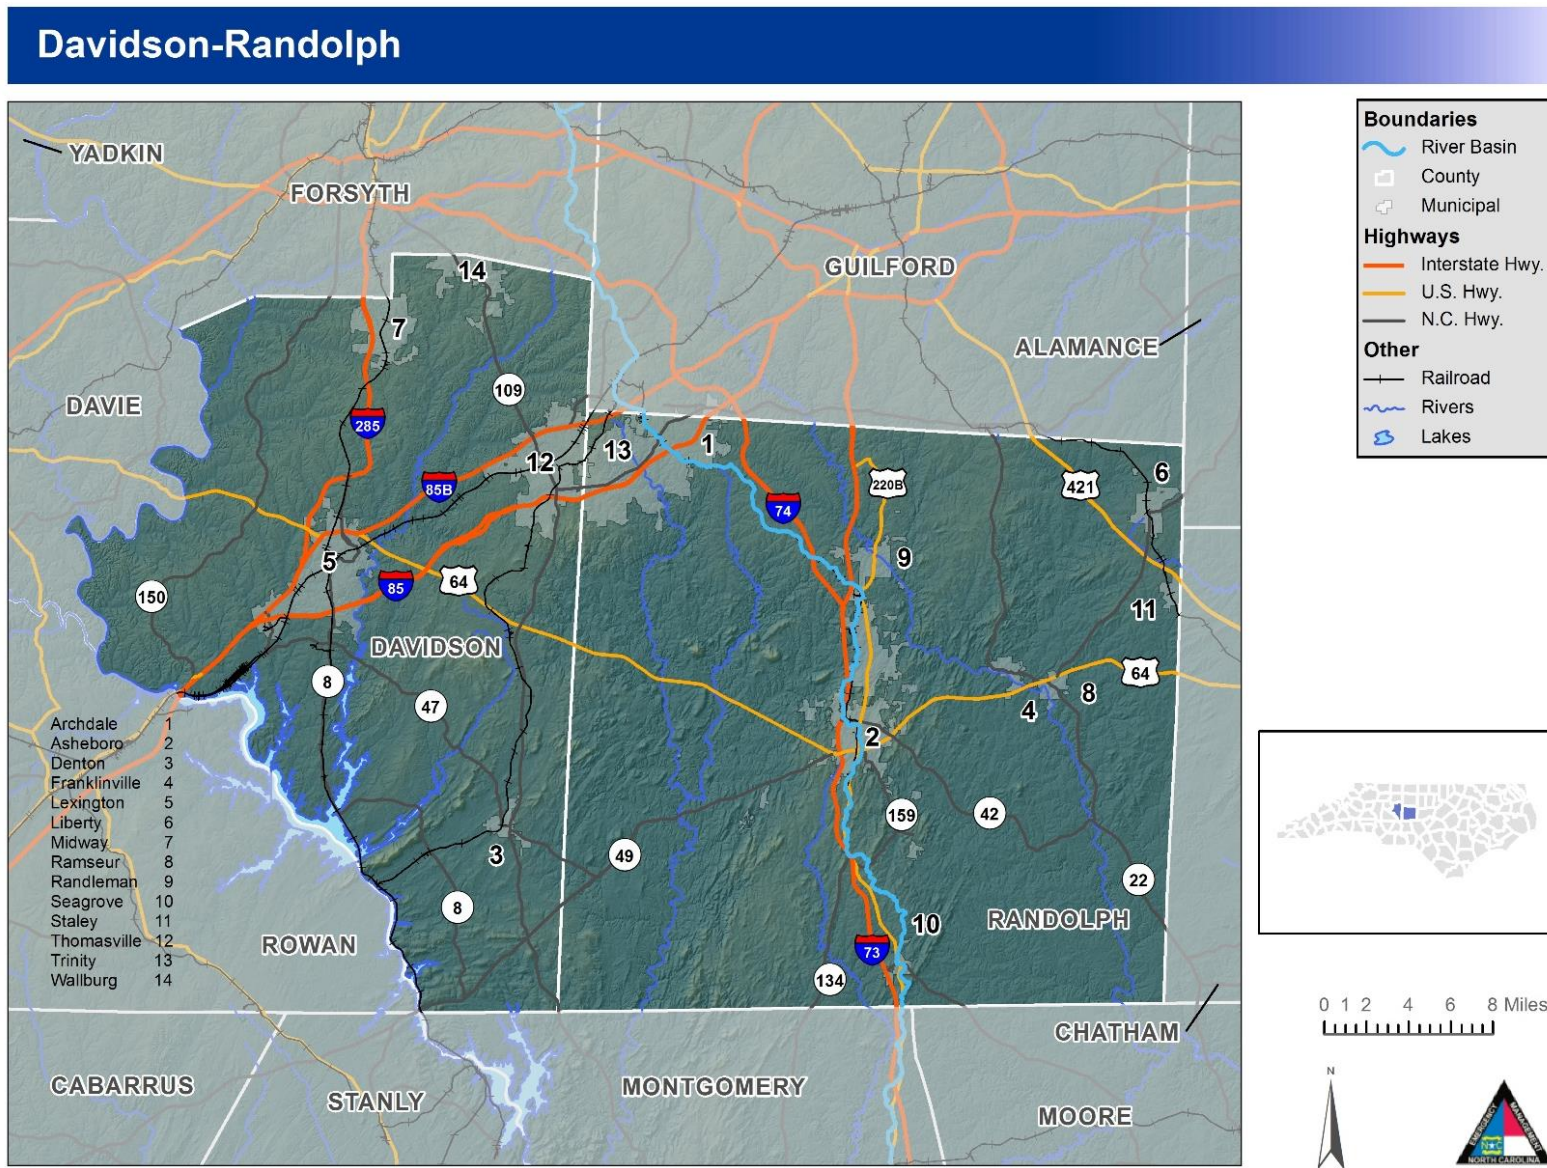 Davidson-Randolph
YADKIN
FORSYTH
GUILFORD
ALAMANCE
DAVIE
14
7
109
285
12
13
1
85B
74
220B
421
6
5
9
150
85
64
11
DAVIDSON
8
47
64
4
8
2
Archdale 1
Asheboro 2
Denton 3
Franklinville 4
Lexington 5
Liberty 6
Midway 7
Ramseur 8
Randleman 9
Seagrove 10
Staley 11
Thomasville 12
Trinity 13
Wallburg 14
159
42
3
49
22
8
10
RANDOLPH
ROWAN
73
134
CHATHAM
CABARRUS
STANLY
MONTGOMERY
MOORE
Boundaries
River Basin
County
Municipal
Highways
Interstate Hwy.
U.S. Hwy.
N.C. Hwy.
Other
Railroad
Rivers
Lakes
0 1 2 4 6 8 Miles
N
EMERGENCY
MANAGEMENT
N C
NORTH CAROLINA